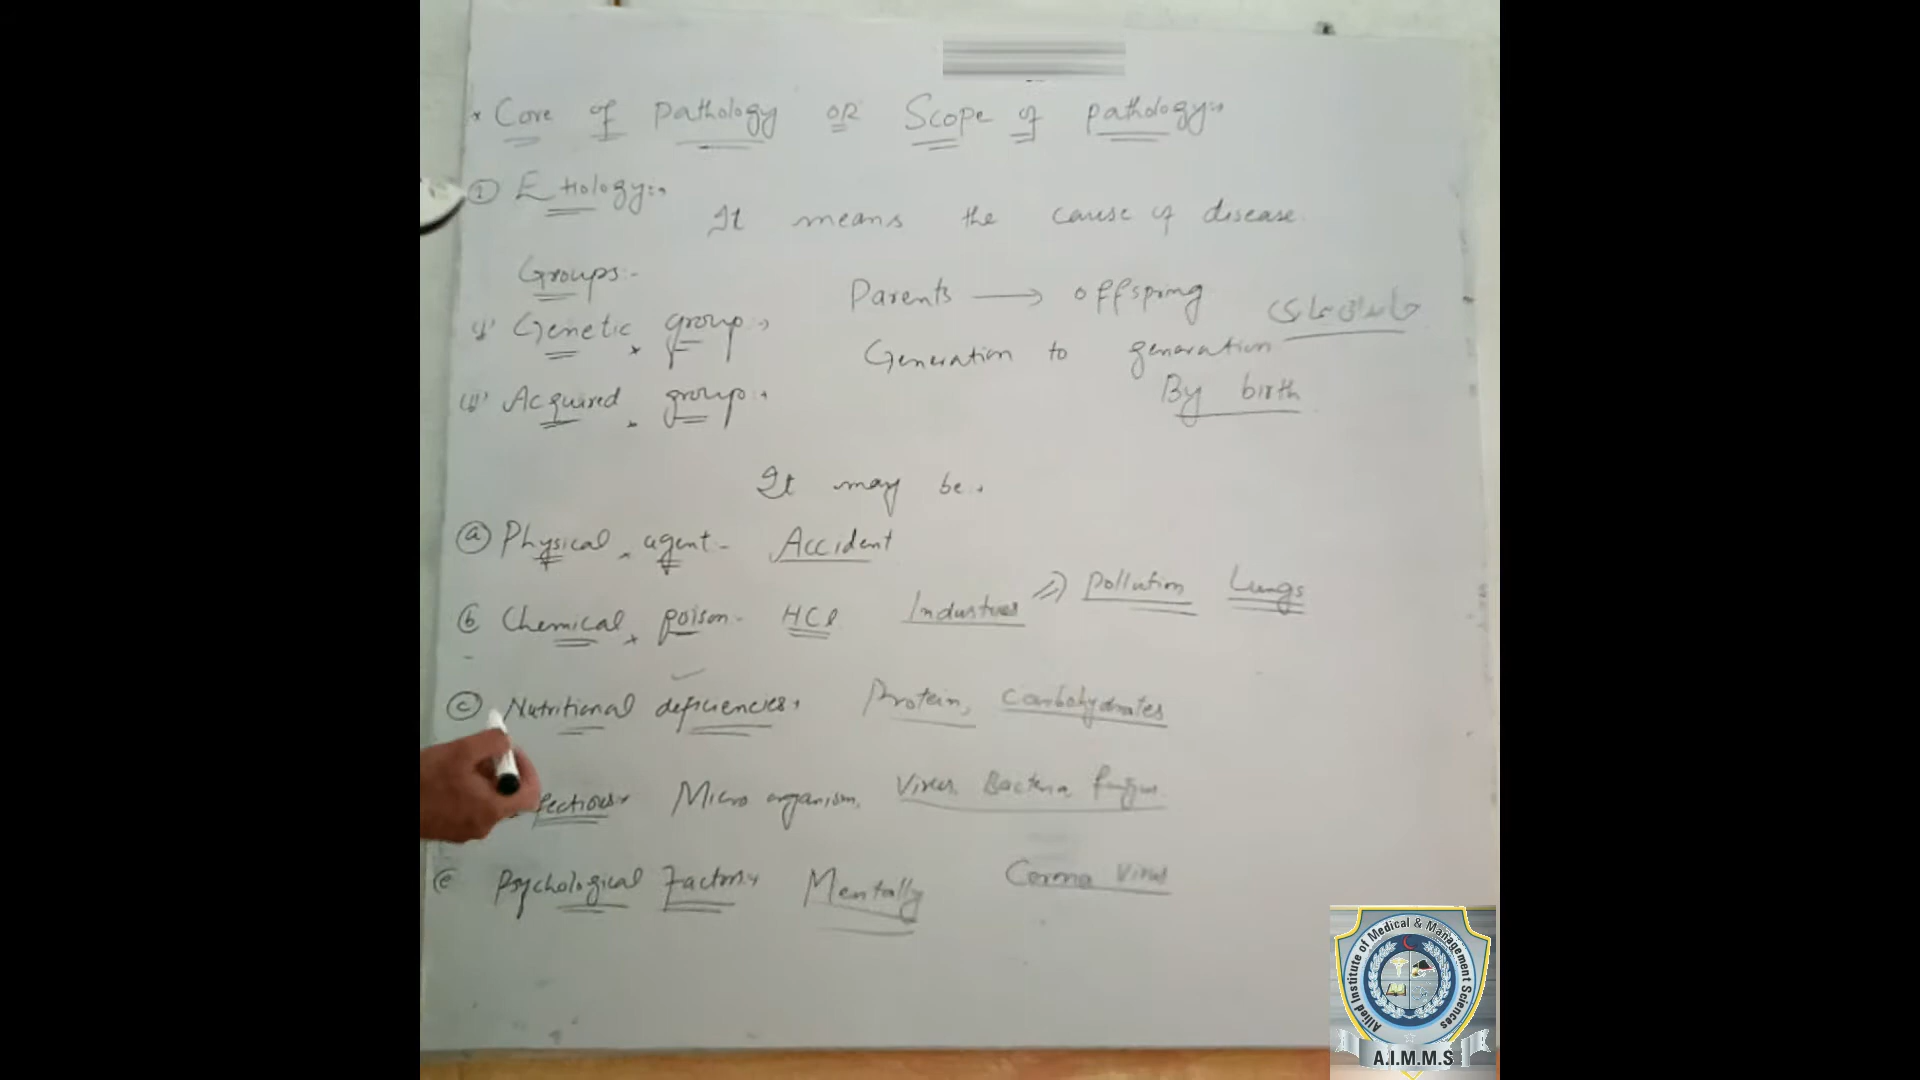 * Core of pathology OR Scope of pathology:-
① Etiology:-
It means the cause of disease.
Groups:-
Parents → offspring
(i) Genetic group:-
Generation to generation
By birth
(ii) Acquired group:-
It may be.
ⓐ Physical agent- Accident
ⓑ Chemical poison- HCl Industries => pollution Lungs
ⓒ Nutritional deficiencies. Protein, Carbohydrates
fectious Micro organism, Virus, Bacteria, fungus
ⓔ Psychological Factors Mentally Corona virus
Allied Institute of Medical & Management Sciences
A.I.M.M.S